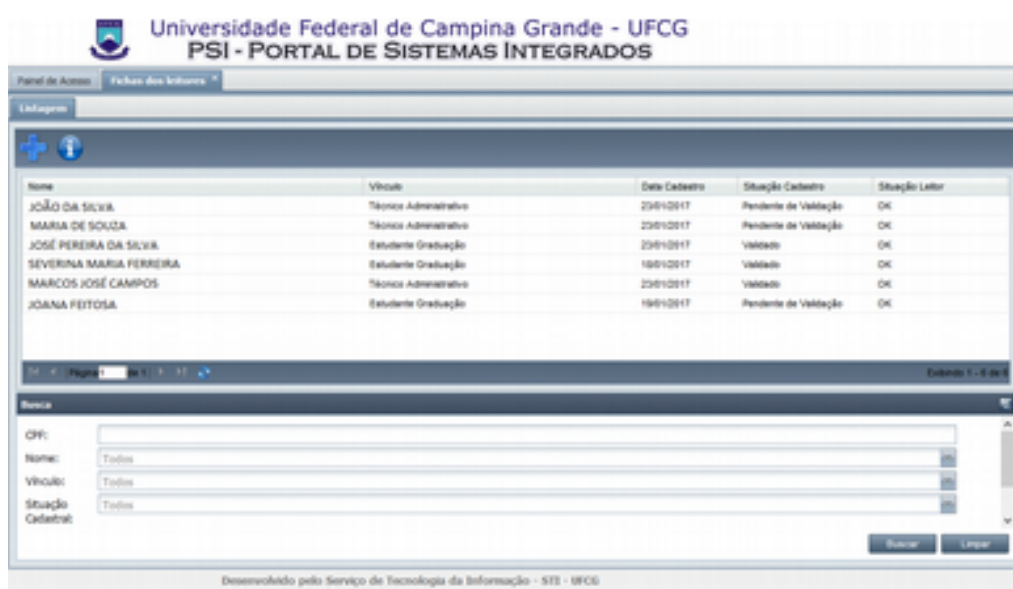 Universidade Federal de Campina Grande - UFCG
PSI - PORTAL DE SISTEMAS INTEGRADOS
Painel de Acesso Fichas dos leitores
Listagem
Nome Vínculo Data Cadastro Situação Cadastro Situação Leitor
JOÃO DA SILVA Técnico Administrativo 23/01/2017 Pendente de Validação OK
MARIA DE SOUZA Técnico Administrativo 23/01/2017 Pendente de Validação OK
JOSÉ PEREIRA DA SILVA Estudante Graduação 23/01/2017 Validado OK
SEVERINA MARIA FERREIRA Estudante Graduação 19/01/2017 Validado OK
MARCOS JOSÉ CAMPOS Técnico Administrativo 23/01/2017 Validado OK
JOANA FEITOSA Estudante Graduação 19/01/2017 Pendente de Validação OK
Página 1 de 1 Exibindo 1 - 6 de 6
Busca
CPF:
Nome: Todos
Vínculo: Todos
Situação Todos
Cadastral:
Buscar Limpar
Desenvolvido pelo Serviço de Tecnologia da Informação - STI - UFCG